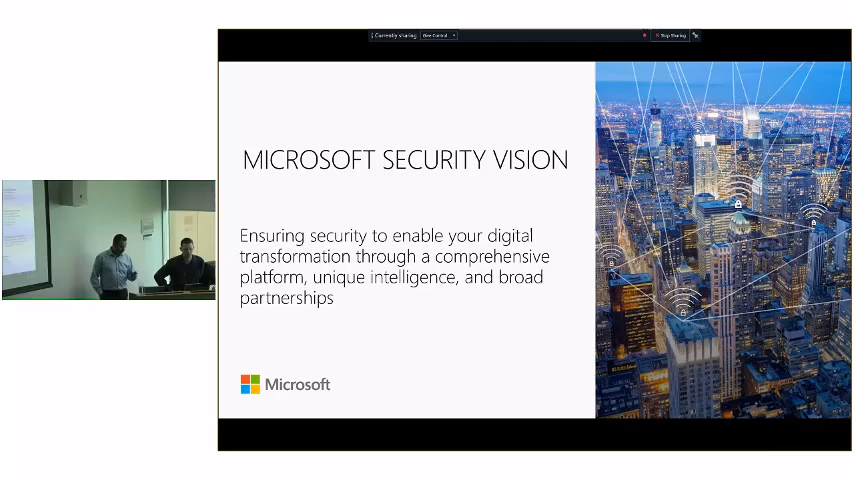 Currently sharing Give Control Stop Sharing
MICROSOFT SECURITY VISION
Ensuring security to enable your digital
transformation through a comprehensive
platform, unique intelligence, and broad
partnerships
Microsoft